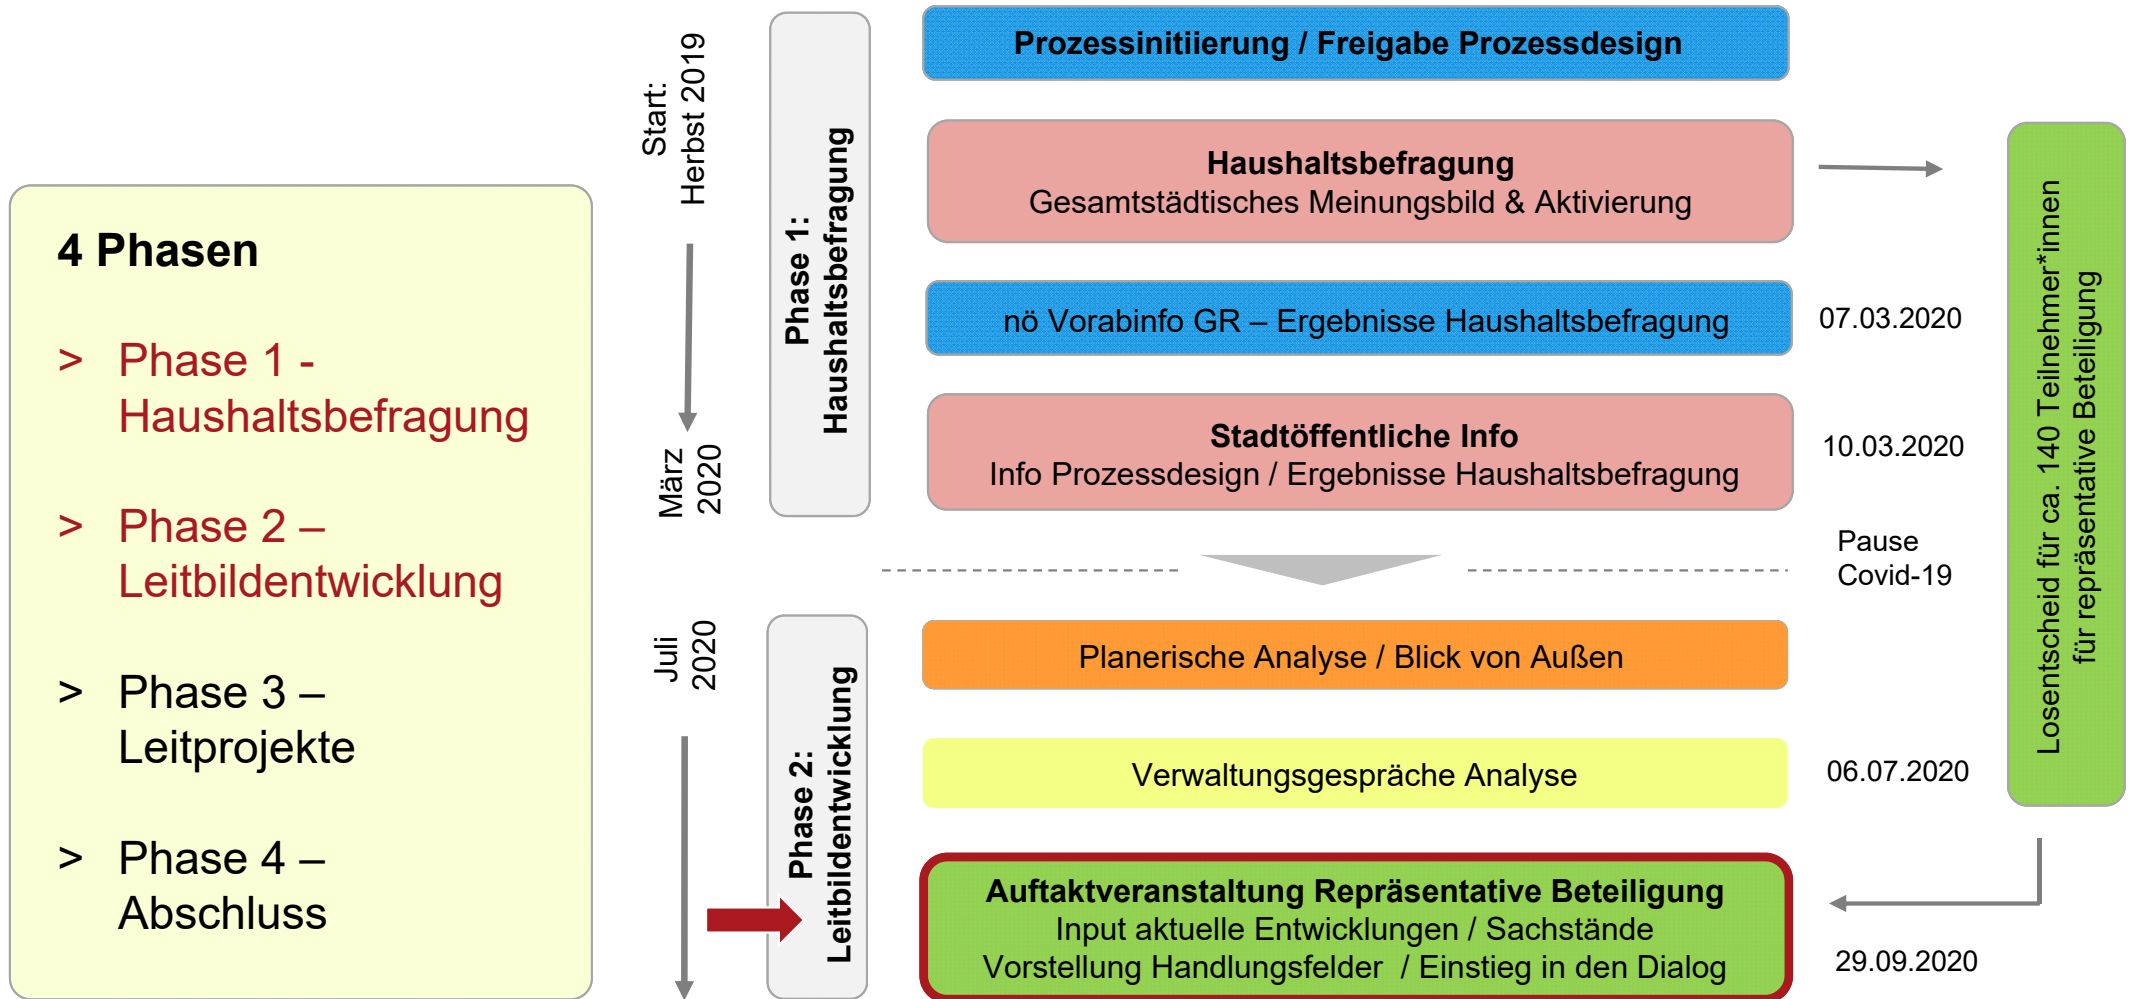 4 Phasen
> Phase 1 -
Haushaltsbefragung
> Phase 2 –
Leitbildentwicklung
> Phase 3 –
Leitprojekte
> Phase 4 –
Abschluss
Start:
Herbst 2019
März
2020
Juli
2020
Phase 1:
Haushaltsbefragung
Phase 2:
Leitbildentwicklung
Prozessinitiierung / Freigabe Prozessdesign
Haushaltsbefragung
Gesamtstädtisches Meinungsbild & Aktivierung
nö Vorabinfo GR – Ergebnisse Haushaltsbefragung
07.03.2020
Stadtöffentliche Info
Info Prozessdesign / Ergebnisse Haushaltsbefragung
10.03.2020
Pause
Covid-19
Planerische Analyse / Blick von Außen
Verwaltungsgespräche Analyse
06.07.2020
Auftaktveranstaltung Repräsentative Beteiligung
Input aktuelle Entwicklungen / Sachstände
Vorstellung Handlungsfelder / Einstieg in den Dialog
29.09.2020
Losentscheid für ca. 140 Teilnehmer*innen
für repräsentative Beteiligung